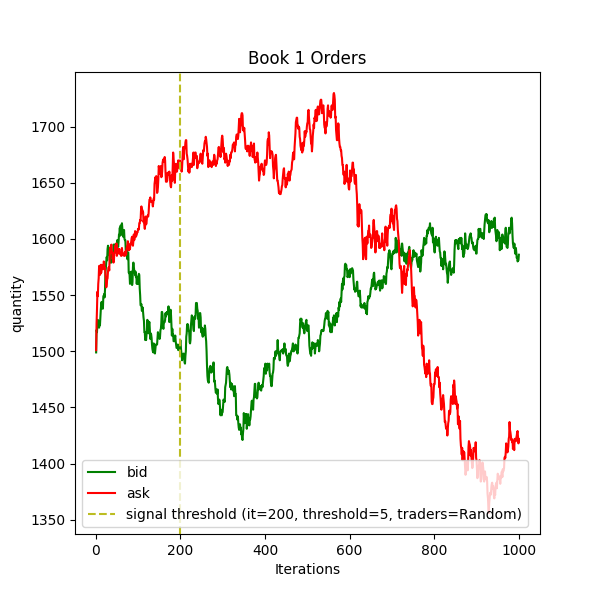 Book 1 Orders
quantity
1700
1650
1600
1550
1500
1450
1400
1350
bid
ask
signal threshold (it=200, threshold=5, traders=Random)
0 200 400 600 800 1000
Iterations